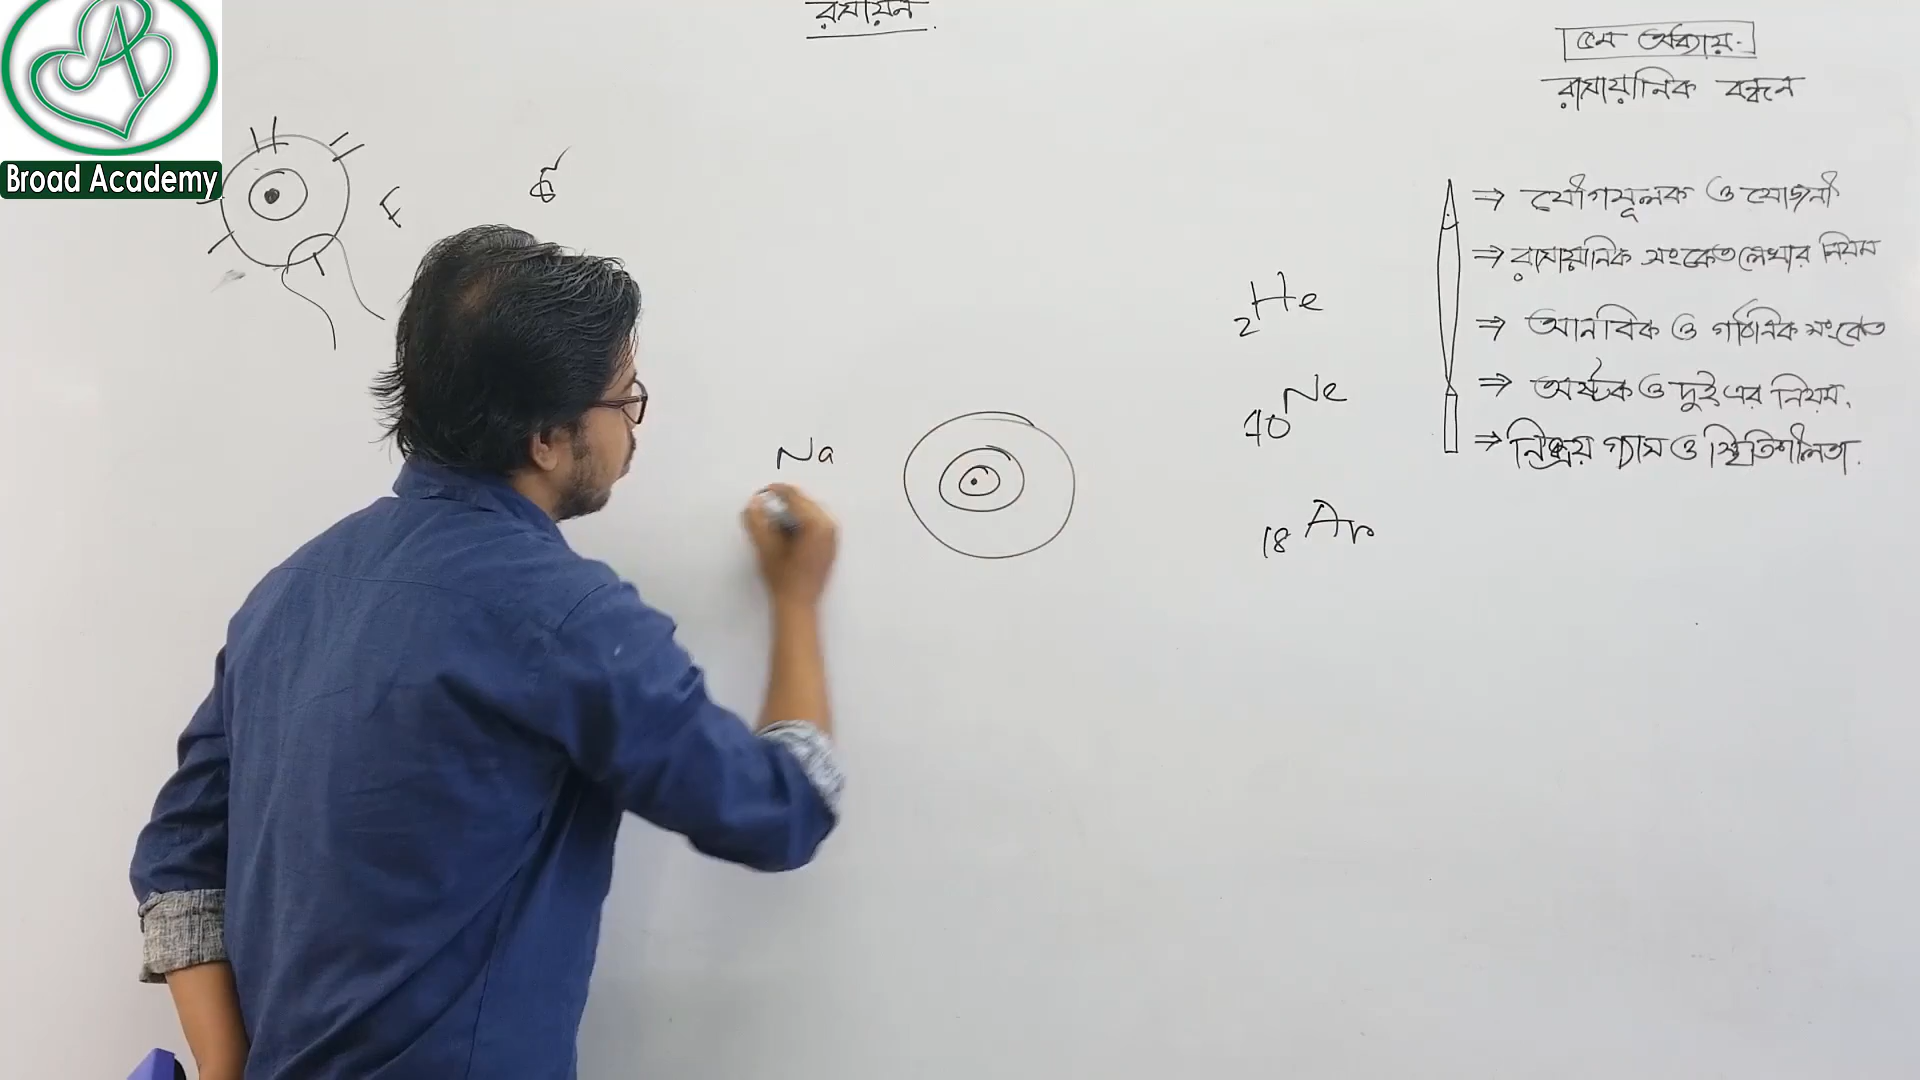 রসায়ন
Broad Academy
৫ম অধ্যায়
রাসায়নিক বন্ধন
⇒ যৌগমূলক ও যোজনী
⇒ রাসায়নিক সংকেত লেখার নিয়ম
⇒ আনবিক ও গাঠনিক সংকেত
⇒ অষ্টক ও দুই এর নিয়ম.
⇒ নিষ্ক্রিয় গ্যাস ও স্থিতিশীলতা.
F
2He
10Ne
Na
18Ar